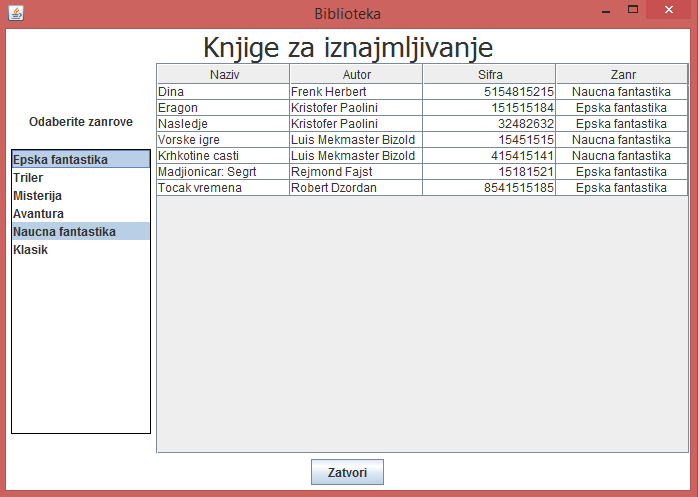 Biblioteka
Knjige za iznajmljivanje
Odaberite zanrove
Epska fantastika
Triler
Misterija
Avantura
Naucna fantastika
Klasik
Naziv Autor Sifra Zanr
Dina Frenk Herbert 5154815215 Naucna fantastika
Eragon Kristofer Paolini 151515184 Epska fantastika
Nasledje Kristofer Paolini 32482632 Epska fantastika
Vorske igre Luis Mekmaster Bizold 15451515 Naucna fantastika
Krhkotine casti Luis Mekmaster Bizold 415415141 Naucna fantastika
Madjionicar: Segrt Rejmond Fajst 15181521 Epska fantastika
Tocak vremena Robert Dzordan 8541515185 Epska fantastika
Zatvori